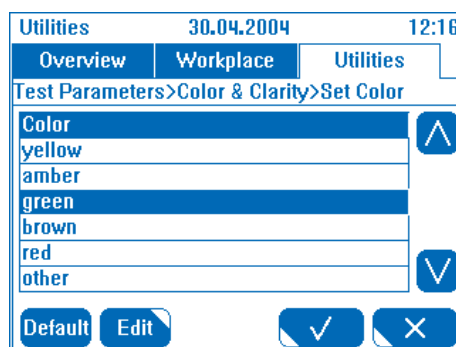 Utilities 30.04.2004 12:16
Overview Workplace Utilities
Test Parameters>Color & Clarity>Set Color
Color
yellow
amber
green
brown
red
other
Default Edit